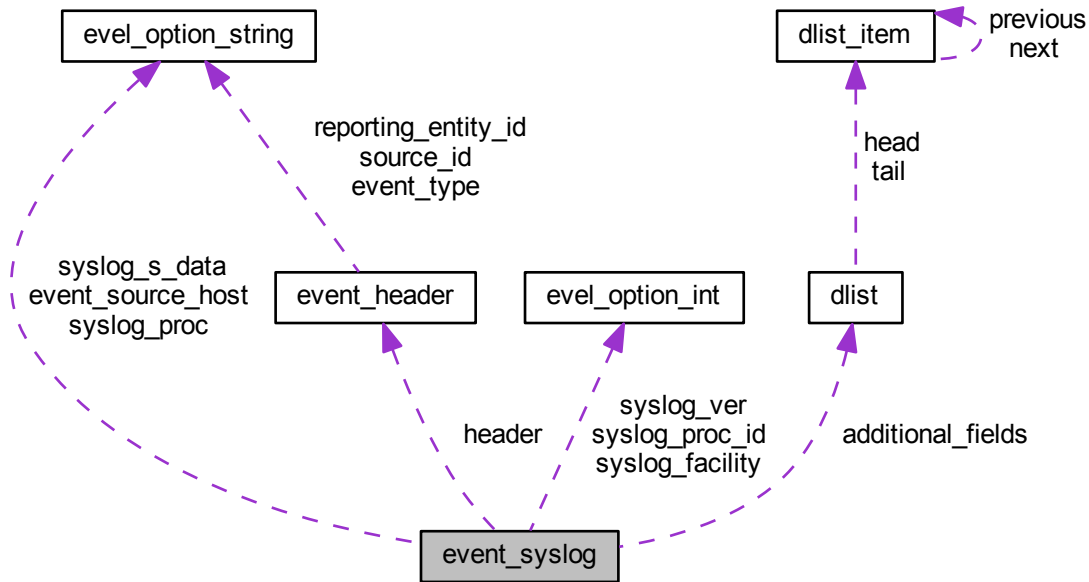 evel_option_string
dlist_item
previous
next
reporting_entity_id
source_id
event_type
head
tail
syslog_s_data
event_source_host
syslog_proc
event_header
evel_option_int
dlist
header
syslog_ver
syslog_proc_id
syslog_facility
additional_fields
event_syslog